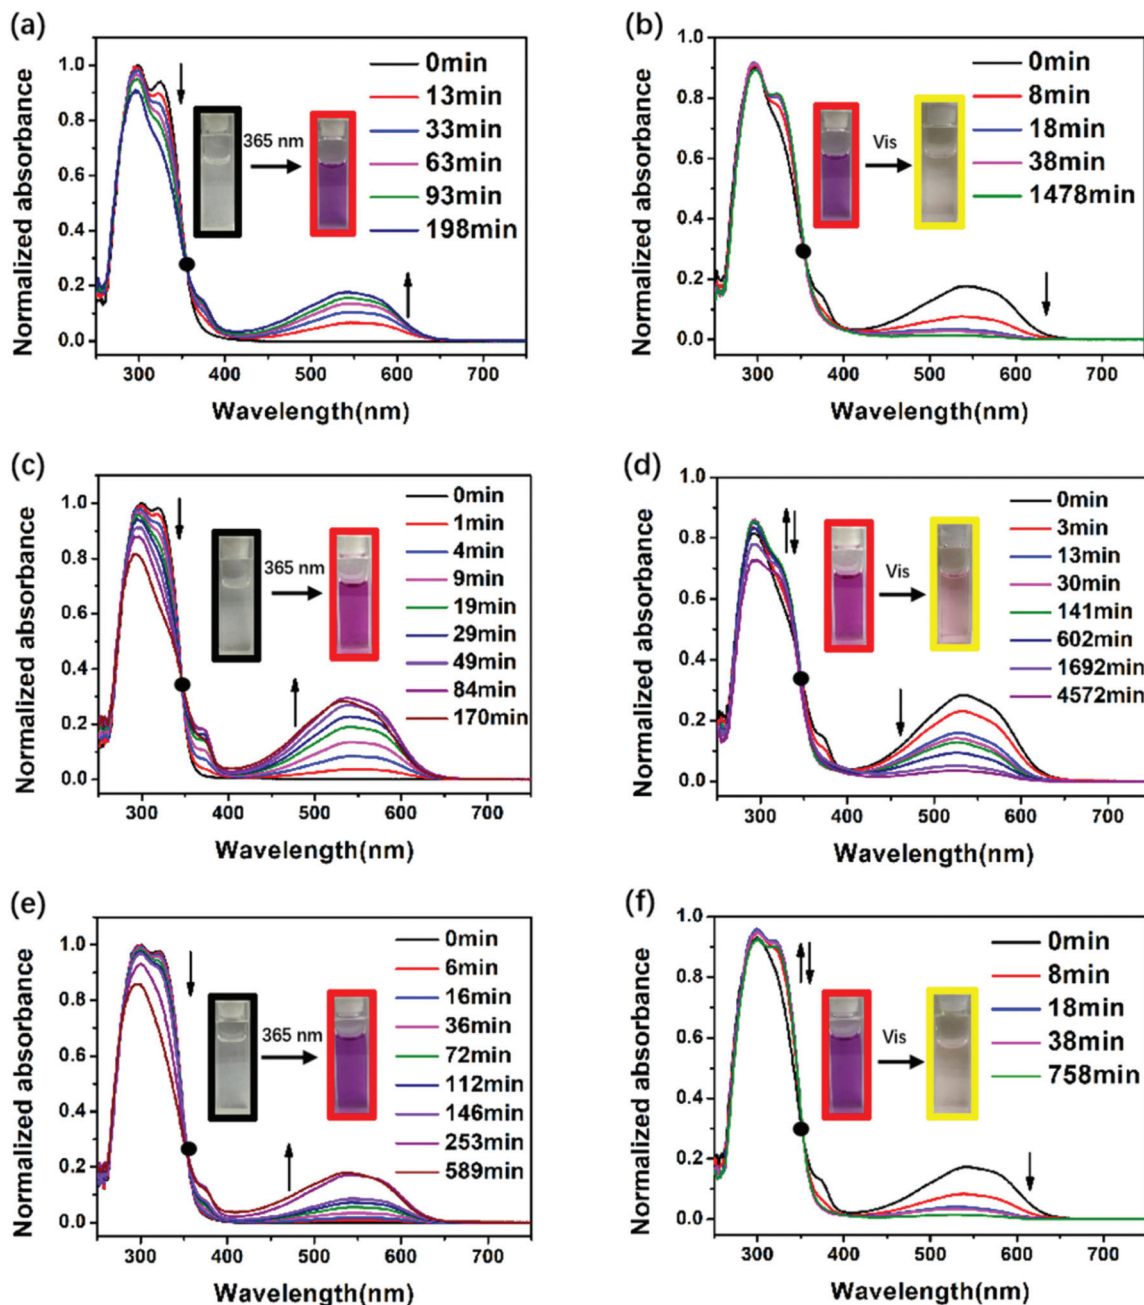 (a)
Normalized absorbance
1.0
0.8
0.6
0.4
0.2
0.0
300 400 500 600 700
Wavelength(nm)
365 nm
0min
13min
33min
63min
93min
198min
(b)
Normalized absorbance
1.0
0.8
0.6
0.4
0.2
0.0
300 400 500 600 700
Wavelength(nm)
Vis
0min
8min
18min
38min
1478min
(c)
Normalized absorbance
1.0
0.8
0.6
0.4
0.2
0.0
300 400 500 600 700
Wavelength(nm)
365 nm
0min
1min
4min
9min
19min
29min
49min
84min
170min
(d)
Normalized absorbance
1.0
0.8
0.6
0.4
0.2
0.0
300 400 500 600 700
Wavelength(nm)
Vis
0min
3min
13min
30min
141min
602min
1692min
4572min
(e)
Normalized absorbance
1.0
0.8
0.6
0.4
0.2
0.0
300 400 500 600 700
Wavelength(nm)
365 nm
0min
6min
16min
36min
72min
112min
146min
253min
589min
(f)
Normalized absorbance
1.0
0.8
0.6
0.4
0.2
0.0
300 400 500 600 700
Wavelength(nm)
Vis
0min
8min
18min
38min
758min